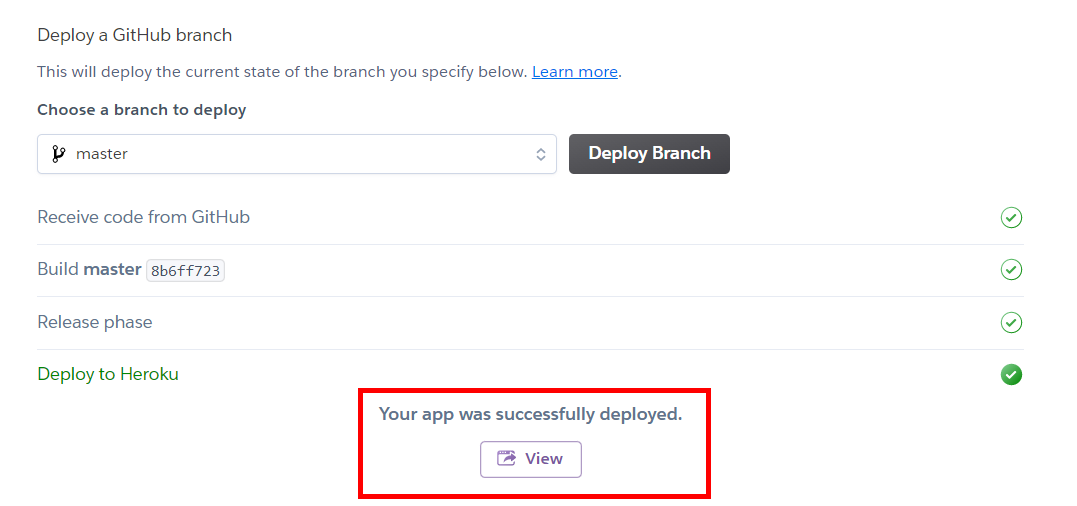 Deploy a GitHub branch
This will deploy the current state of the branch you specify below. Learn more.
Choose a branch to deploy
master
Deploy Branch
Receive code from GitHub
Build master 8b6ff723
Release phase
Deploy to Heroku
Your app was successfully deployed.
View